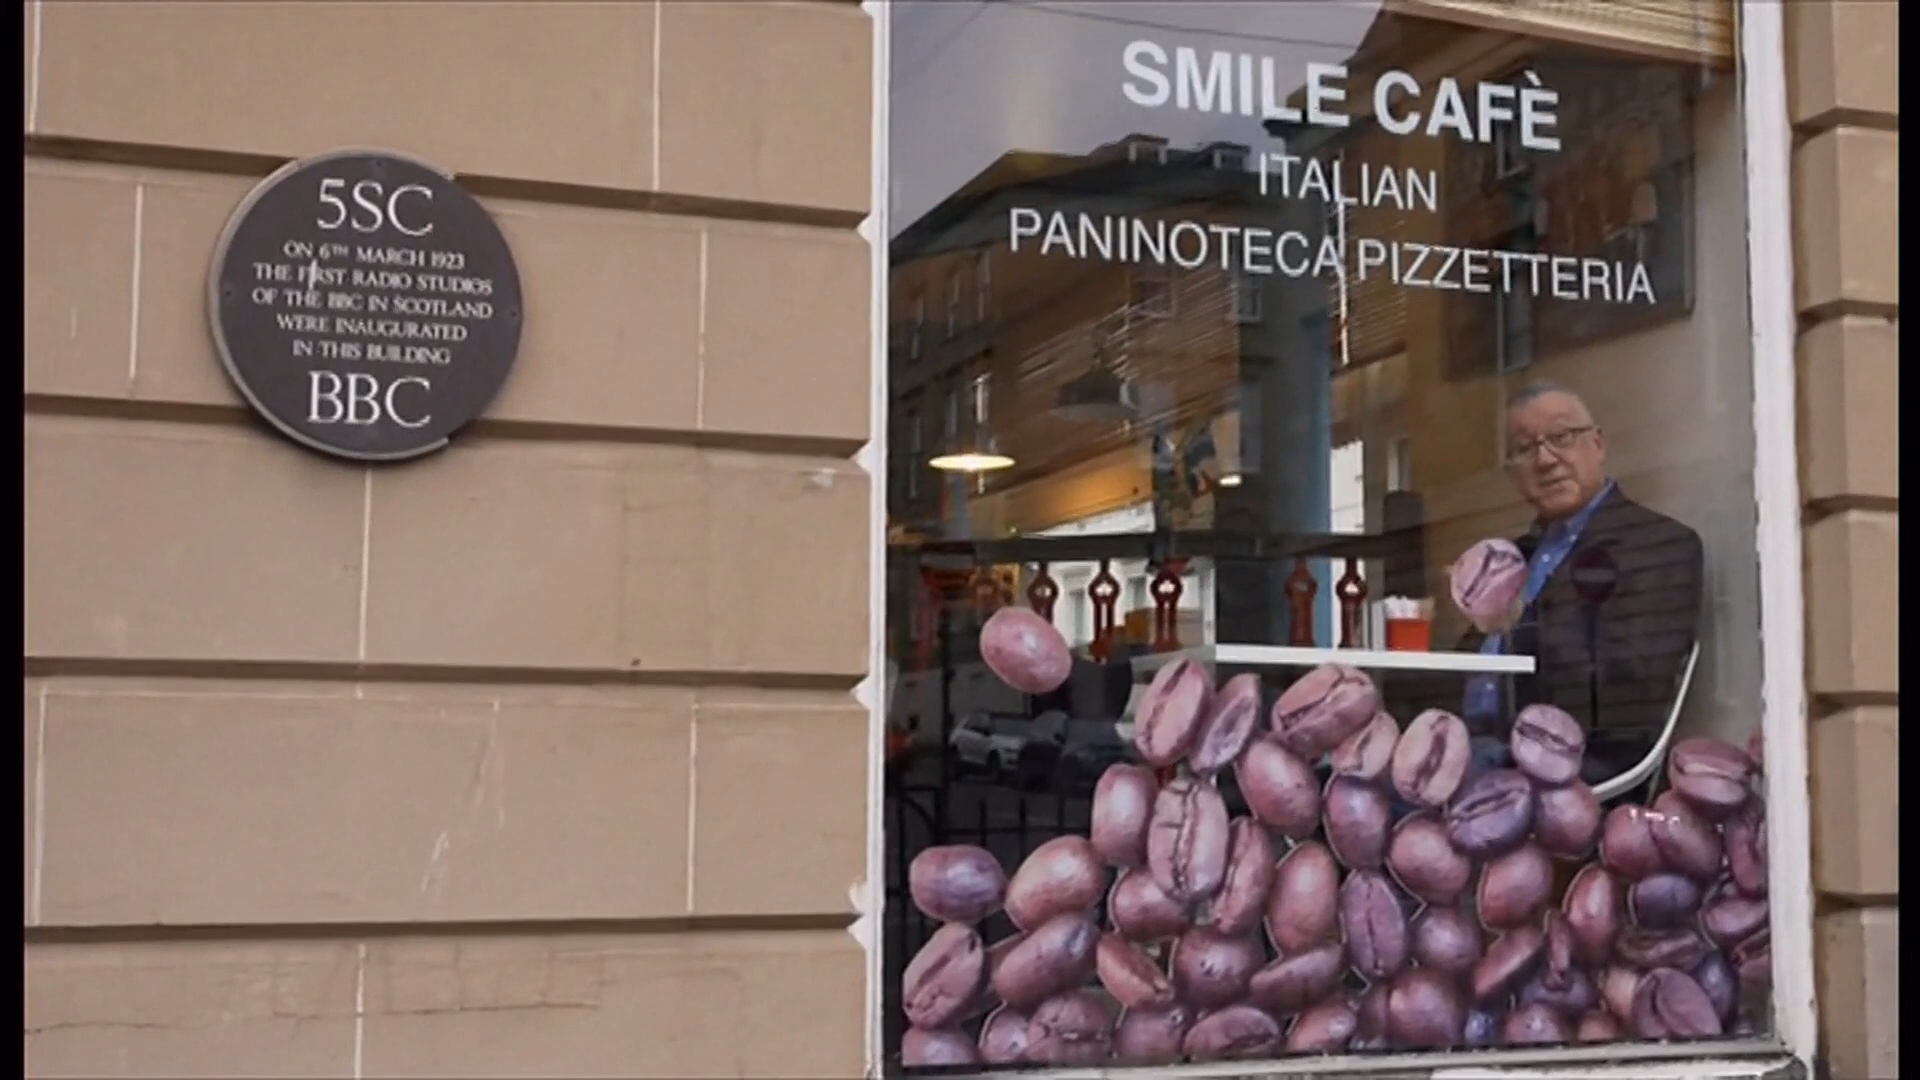 5SC
ON 6TH MARCH 1923
THE FIRST RADIO STUDIOS
OF THE BBC IN SCOTLAND
WERE INAUGURATED
IN THIS BUILDING
BBC
SMILE CAFÈ
ITALIAN
PANINOTECA PIZZETTERIA